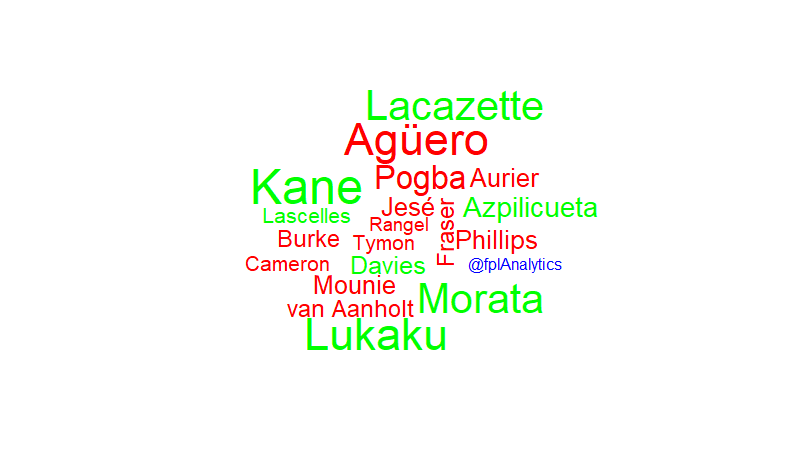 Lacazette
Agüero
Kane
Pogba
Aurier
Lascelles
Jesé
Azpilicueta
Rangel
Burke
Tymon
Fraser
Phillips
Cameron
Davies
@fplAnalytics
Mounie
Morata
van Aanholt
Lukaku